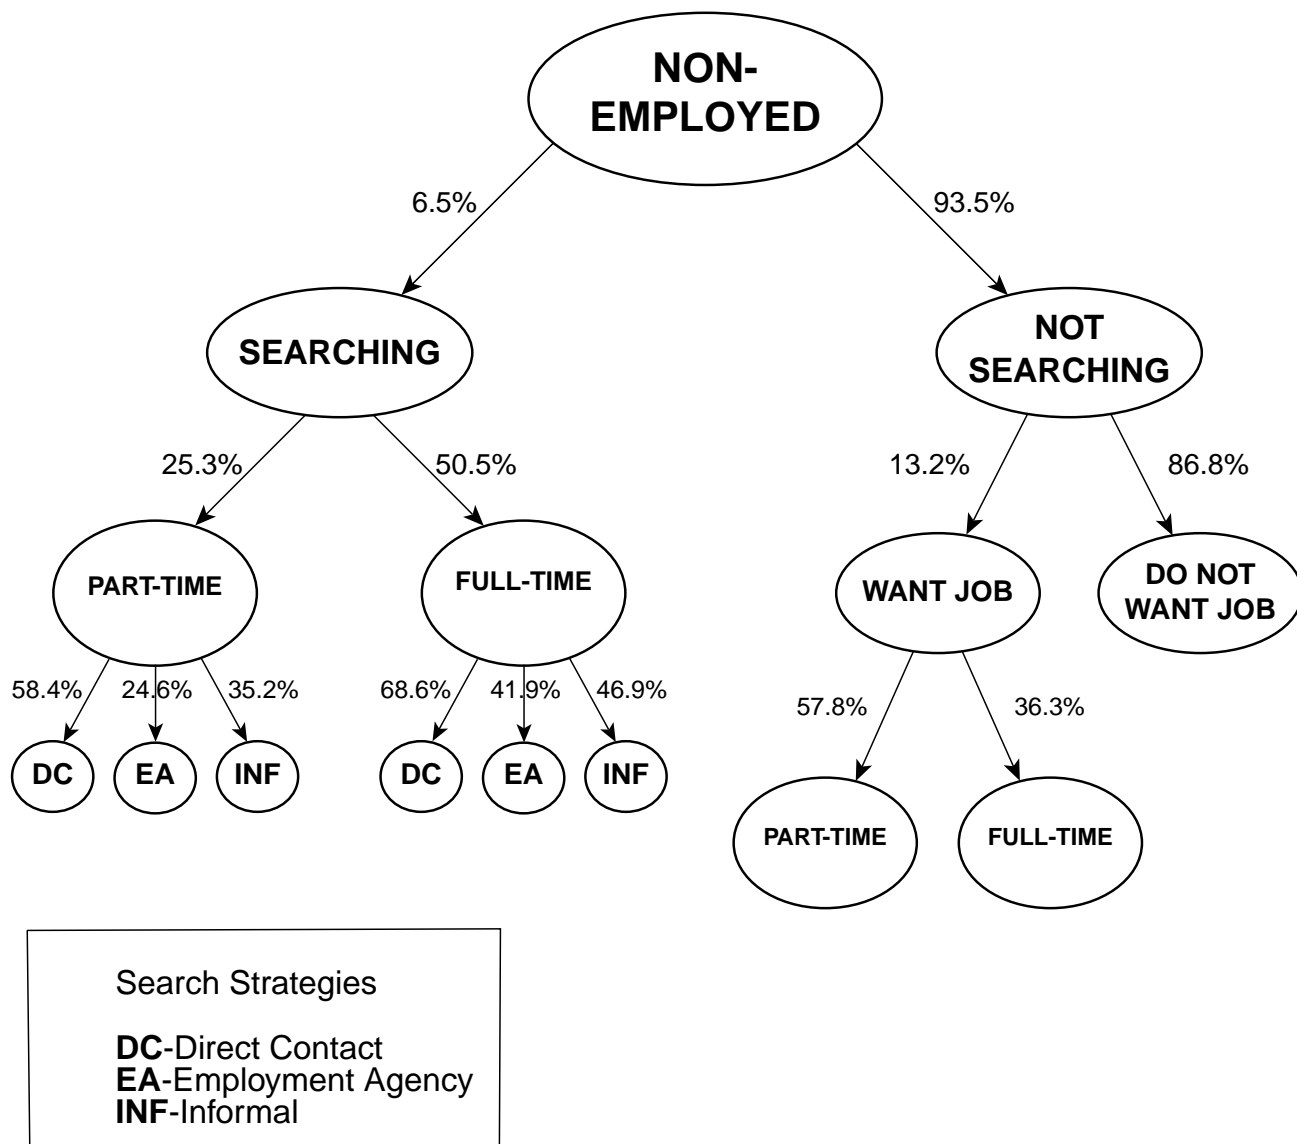 NON-
EMPLOYED
6.5%
93.5%
SEARCHING
NOT
SEARCHING
25.3%
50.5%
13.2%
86.8%
PART-TIME
FULL-TIME
WANT JOB
DO NOT
WANT JOB
58.4%
24.6%
35.2%
68.6%
41.9%
46.9%
57.8%
36.3%
DC
EA
INF
DC
EA
INF
PART-TIME
FULL-TIME
Search Strategies
DC-Direct Contact
EA-Employment Agency
INF-Informal